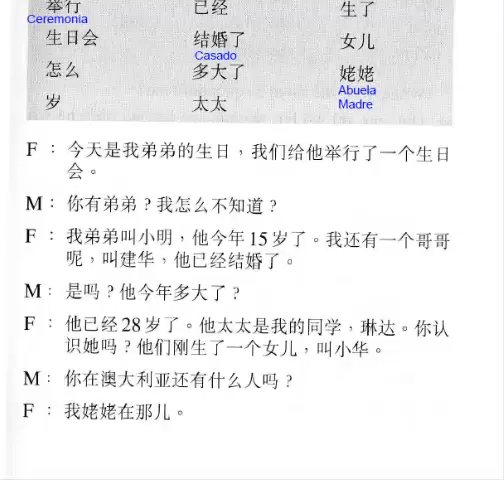 举行 已经 生了
Ceremonia
生日会 结婚了 女儿
Casado
怎么 多大了 姥姥
Abuela
岁 太太 Madre
F：今天是我弟弟的生日，我们给他举行了一个生日
会。
M：你有弟弟？我怎么不知道？
F：我弟弟叫小明，他今年 15 岁了。我还有一个哥哥
呢，叫建华，他已经结婚了。
M：是吗？他今年多大了？
F：他已经 28 岁了。他太太是我的同学，琳达。你认
识她吗？他们刚生了一个女儿，叫小华。
M：你在澳大利亚还有什么人吗？
F：我姥姥在那儿。